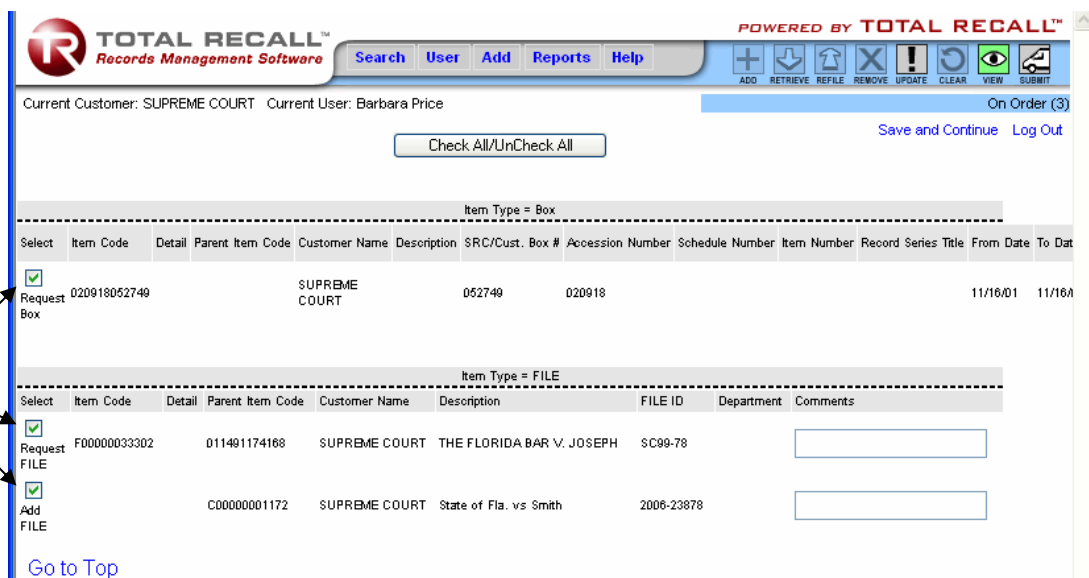 POWERED BY TOTAL RECALL™
TR TOTAL RECALL™
Records Management Software
Search User Add Reports Help
ADD RETRIEVE REFILE REMOVE UPDATE CLEAR VIEW SUBMIT
Current Customer: SUPREME COURT Current User: Barbara Price
On Order (3)
Save and Continue Log Out
Check All/UnCheck All
Item Type = Box
Select Item Code Detail Parent Item Code Customer Name Description SRC/Cust. Box # Accession Number Schedule Number Item Number Record Series Title From Date To Dat
Request Box 020918052749 SUPREME COURT 052749 020918 11/16/01 11/16/
Item Type = FILE
Select Item Code Detail Parent Item Code Customer Name Description FILE ID Department Comments
Request FILE F00000033302 011491174168 SUPREME COURT THE FLORIDA BAR V. JOSEPH SC99-78
Add FILE C00000001172 SUPREME COURT State of Fla. vs Smith 2006-23878
Go to Top